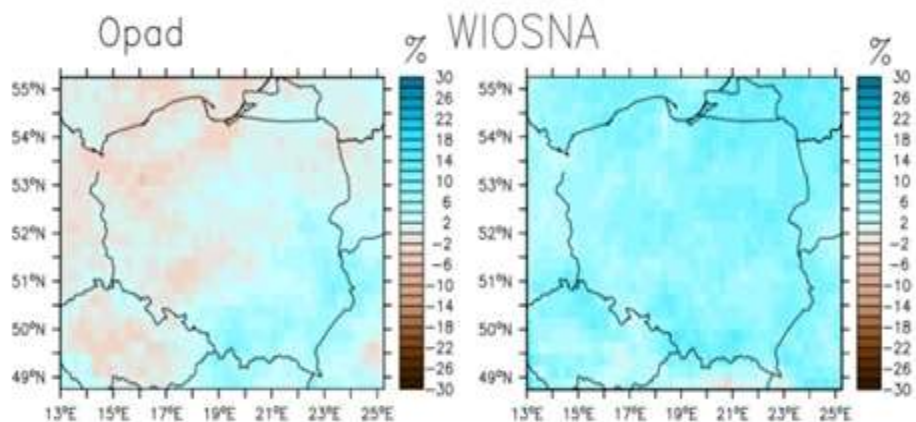 Opad WIOSNA
% %
55°N 30 55°N 30
26 26
54°N 22 54°N 22
18 18
53°N 14 53°N 14
10 10
6 6
52°N 2 52°N 2
-2 -2
51°N -6 51°N -6
-10 -10
-14 -14
50°N -18 50°N -18
-22 -22
49°N -26 49°N -26
-30 -30
13°E 15°E 17°E 19°E 21°E 23°E 25°E 13°E 15°E 17°E 19°E 21°E 23°E 25°E